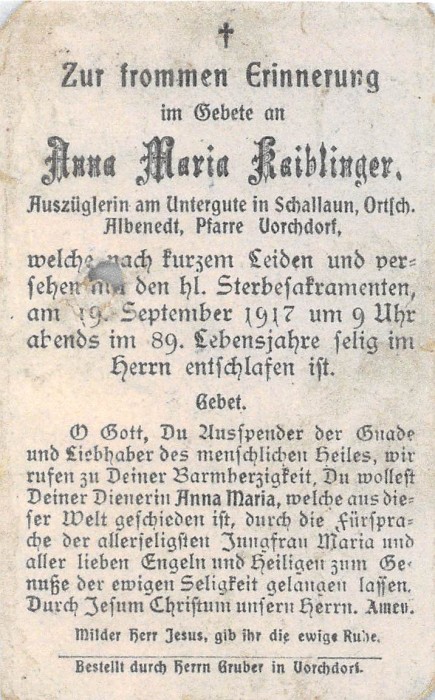 Zur frommen Erinnerung
im Gebete an
Anna Maria Kaiblinger,
Auszüglerin am Untergute in Schallaun, Ortsch.
Albenedt, Pfarre Vorchdorf,
welche nach kurzem Leiden und ver-
sehen mit den hl. Sterbesakramenten,
am 19. September 1917 um 9 Uhr
abends im 89. Lebensjahre selig im
Herrn entschlafen ist.
Gebet.
O Gott, Du Ausspender der Gnade
und Liebhaber des menschlichen Heiles, wir
rufen zu Deiner Barmherzigkeit, Du wollest
Deiner Dienerin Anna Maria, welche aus die-
ser Welt geschieden ist, durch die Fürspra-
che der allerseligsten Jungfrau Maria und
aller lieben Engeln und Heiligen zum Ge-
nuße der ewigen Seligkeit gelangen lassen.
Durch Jesum Christum unsern Herrn. Amen.
Milder Herr Jesus, gib ihr die ewige Ruhe.
Bestellt durch Herrn Gruber in Vorchdorf.